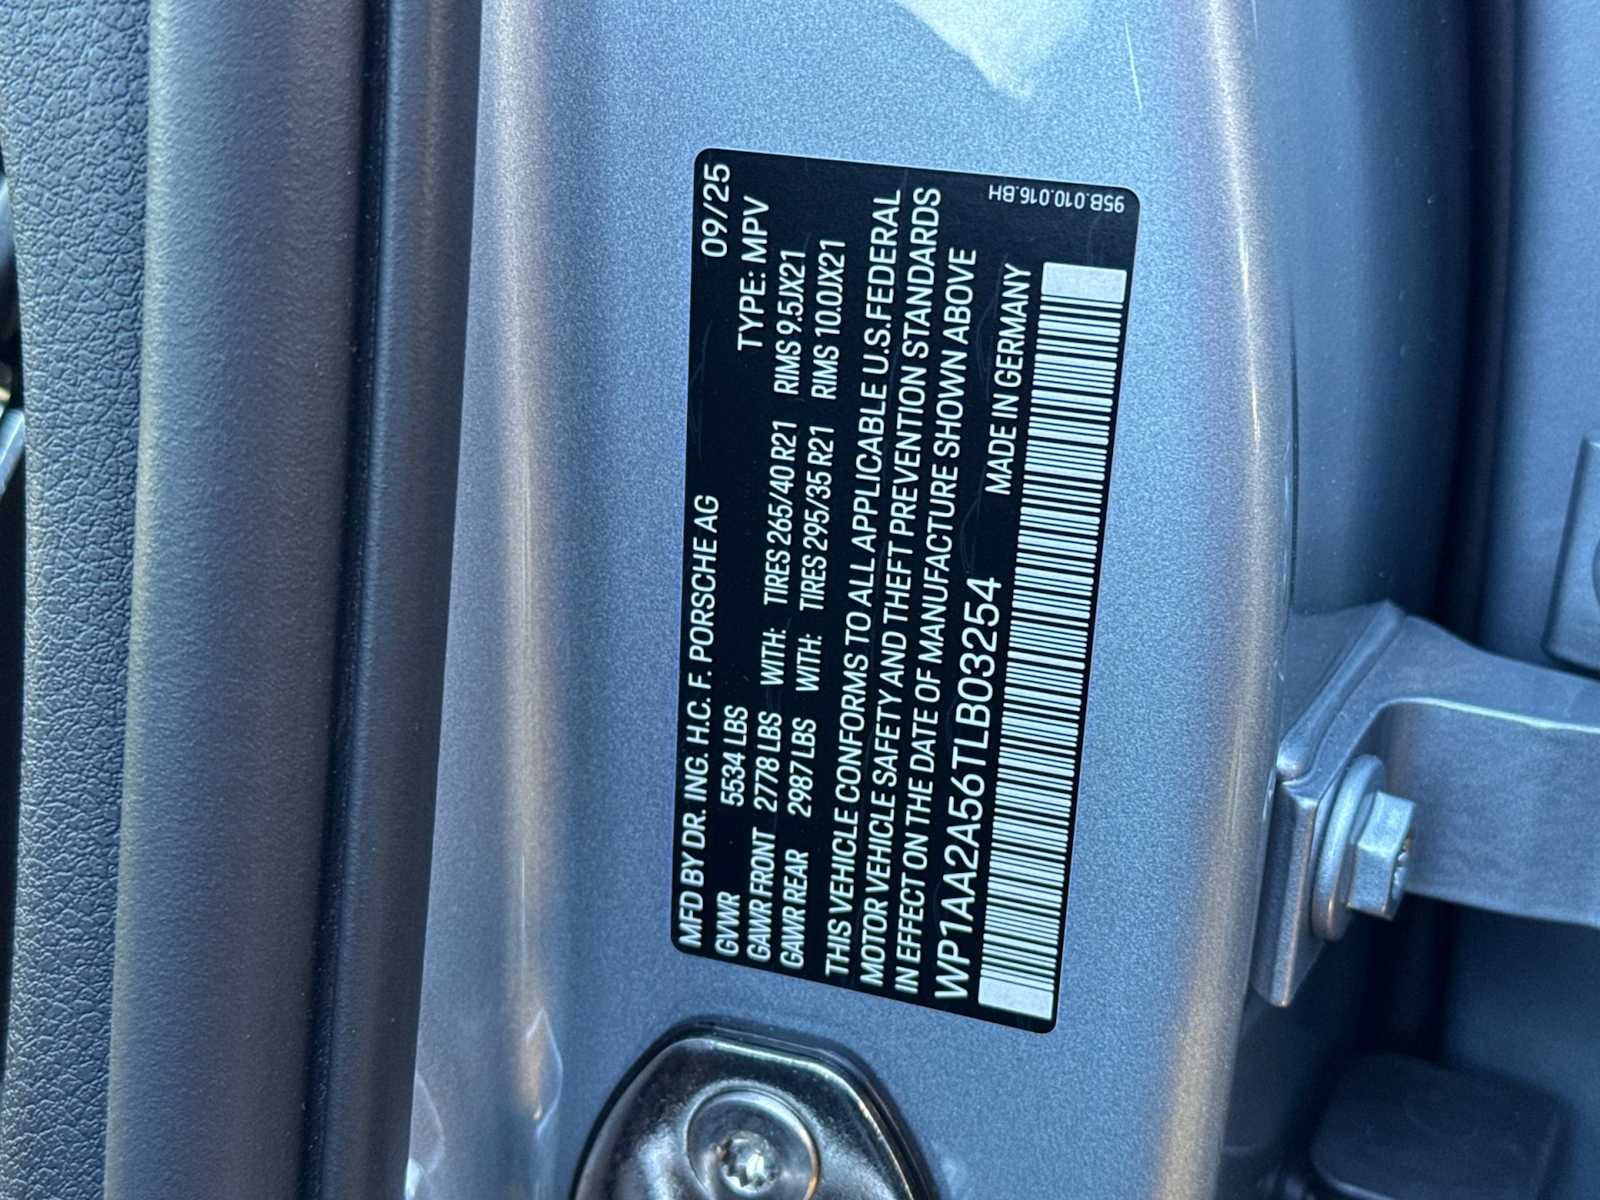 MFD BY DR. ING. H.C. F. PORSCHE AG 09/25
GVWR 5534 LBS TYPE: MPV
GAWR FRONT 2778 LBS WITH: TIRES 265/40 R21 RIMS 9.5JX21
GAWR REAR 2987 LBS WITH: TIRES 295/35 R21 RIMS 10.0JX21
THIS VEHICLE CONFORMS TO ALL APPLICABLE U.S.FEDERAL
MOTOR VEHICLE SAFETY AND THEFT PREVENTION STANDARDS
IN EFFECT ON THE DATE OF MANUFACTURE SHOWN ABOVE
WP1AA2A56TLB03254 MADE IN GERMANY
95B.010.016.BH